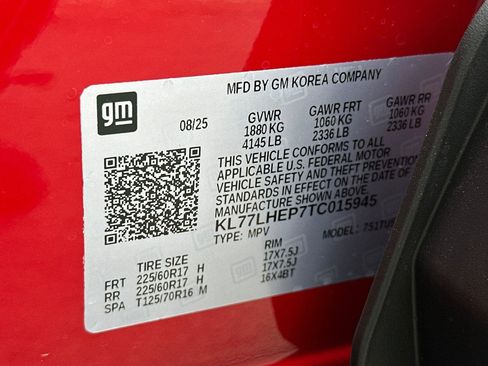 MFD BY GM KOREA COMPANY
gm
08/25 GVWR GAWR FRT GAWR RR
1880 KG 1060 KG 1060 KG
4145 LB 2336 LB 2336 LB
THIS VEHICLE CONFORMS TO ALL
APPLICABLE U.S. FEDERAL MOTOR
VEHICLE SAFETY AND THEFT PREVENTION
STANDARDS IN EFFECT ON THE DATE OF
MANUFACTURE SHOWN ABOVE.
KL77LHEP7TC015945
TYPE: MPV MODEL:
TIRE SIZE RIM
FRT 225/60R17 H 17X7.5J
RR 225/60R17 H 17X7.5J
SPA T125/70R16 M 16X4BT